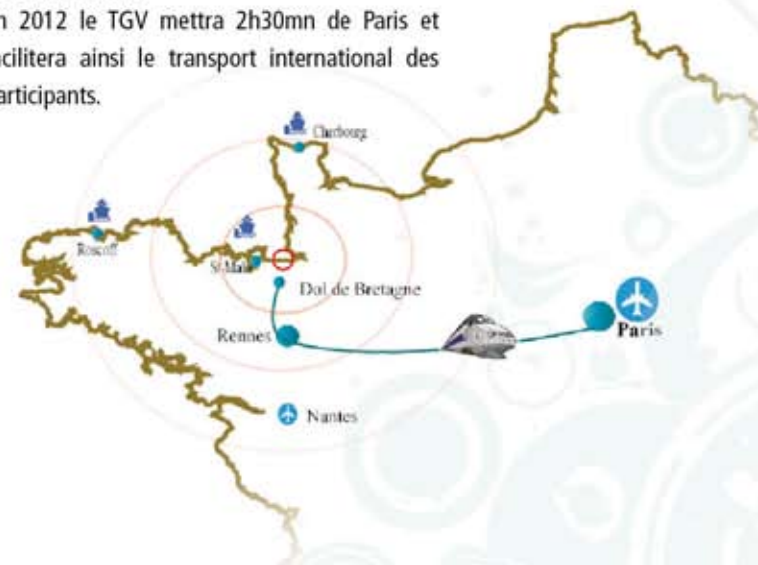 n 2012 le TGV mettra 2h30mn de Paris et
cilitera ainsi le transport international des
articipants.
Cherbourg
Roscoff
St Malo
Dol de Bretagne
Rennes
Paris
Nantes